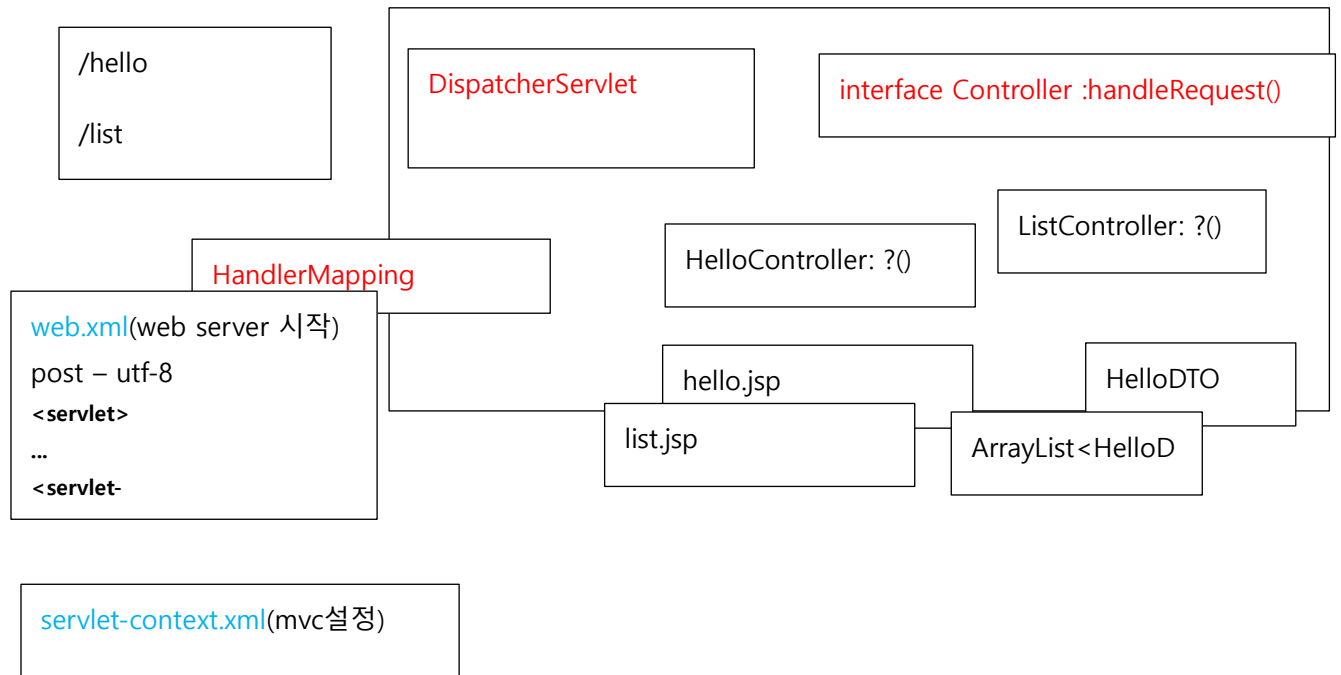 /hello
/list
DispatcherServlet
interface Controller :handleRequest()
ListController: ?()
HelloController: ?()
HandlerMapping
web.xml(web server 시작)
post – utf-8
<servlet>
...
<servlet-
hello.jsp
HelloDTO
list.jsp
ArrayList<HelloD
servlet-context.xml(mvc설정)